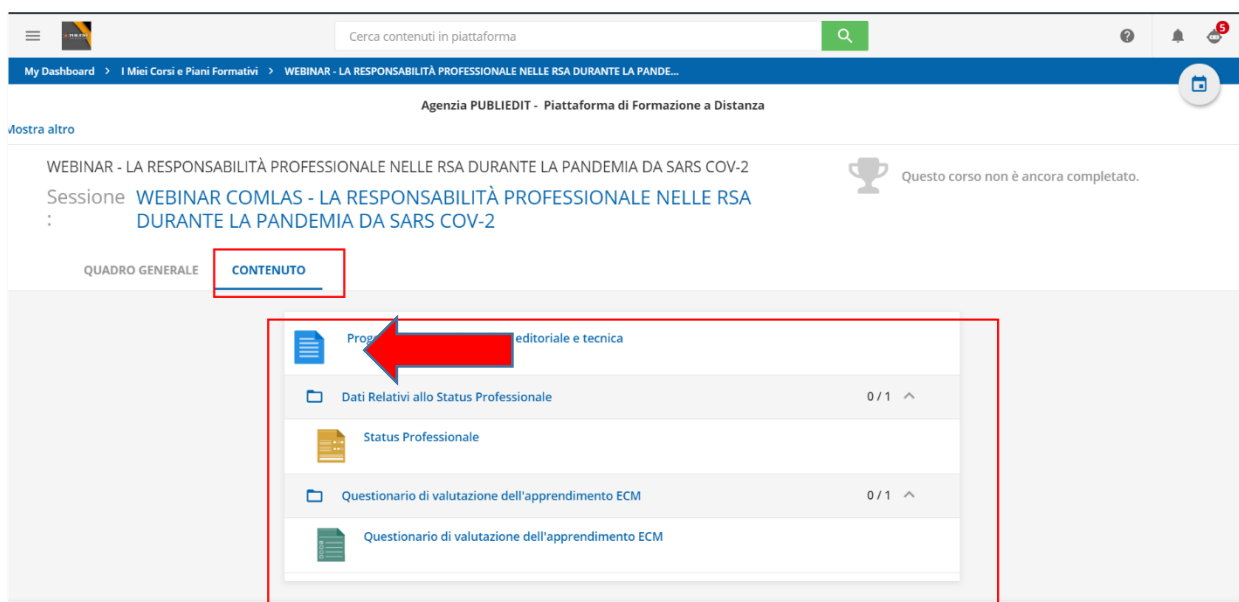 Cerca contenuti in piattaforma
5
My Dashboard > I Miei Corsi e Piani Formativi > WEBINAR - LA RESPONSABILITÀ PROFESSIONALE NELLE RSA DURANTE LA PANDE...
Agenzia PUBLIEDIT - Piattaforma di Formazione a Distanza
Mostra altro
WEBINAR - LA RESPONSABILITÀ PROFESSIONALE NELLE RSA DURANTE LA PANDEMIA DA SARS COV-2
Questo corso non è ancora completato.
Sessione : WEBINAR COMLAS - LA RESPONSABILITÀ PROFESSIONALE NELLE RSA
DURANTE LA PANDEMIA DA SARS COV-2
QUADRO GENERALE CONTENUTO
editoriale e tecnica
Dati Relativi allo Status Professionale 0 / 1
Status Professionale
Questionario di valutazione dell'apprendimento ECM 0 / 1
Questionario di valutazione dell'apprendimento ECM